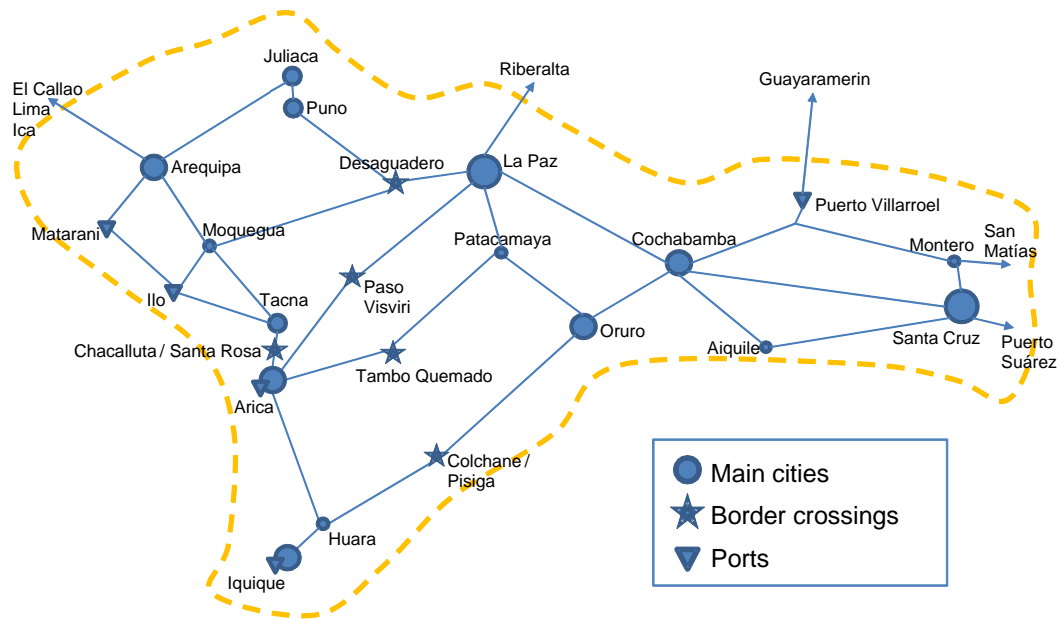 Juliaca
Riberalta
Guayaramerin
El Callao
Lima
Ica
Puno
Arequipa
Desaguadero
La Paz
Puerto Villarroel
Matarani
Moquegua
Patacamaya
Cochabamba
Montero
San
Matías
Ilo
Tacna
Paso
Visviri
Oruro
Santa Cruz
Puerto
Suárez
Chacalluta / Santa Rosa
Aiquile
Tambo Quemado
Arica
Colchane /
Pisiga
Huara
Iquique
Main cities
Border crossings
Ports